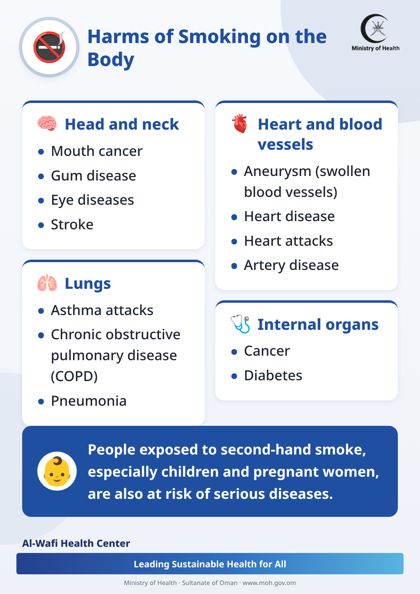 Harms of Smoking on the
Body
Ministry of Health
Head and neck
Mouth cancer
Gum disease
Eye diseases
Stroke
Lungs
Asthma attacks
Chronic obstructive
pulmonary disease
(COPD)
Pneumonia
Heart and blood
vessels
Aneurysm (swollen
blood vessels)
Heart disease
Heart attacks
Artery disease
Internal organs
Cancer
Diabetes
People exposed to second-hand smoke,
especially children and pregnant women,
are also at risk of serious diseases.
Al-Wafi Health Center
Leading Sustainable Health for All
Ministry of Health · Sultanate of Oman · www.moh.gov.om